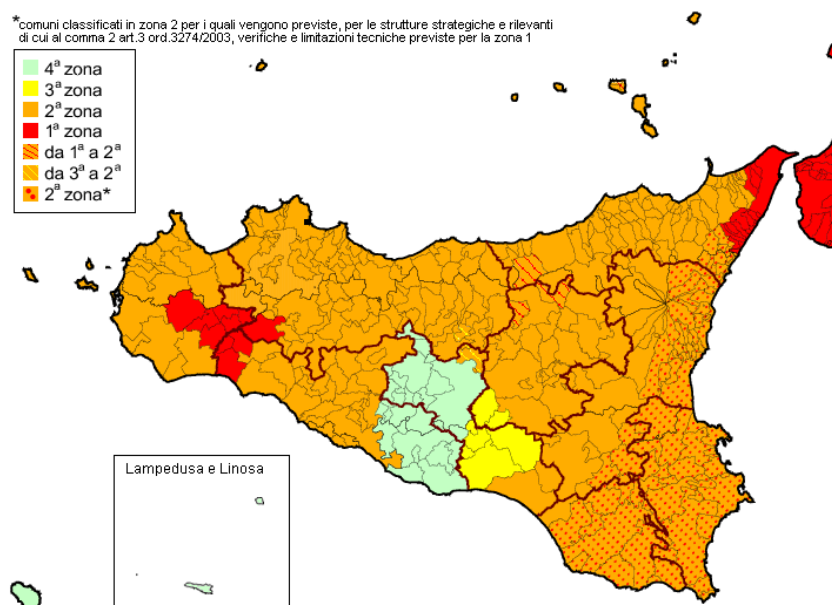 *comuni classificati in zona 2 per i quali vengono previste, per le strutture strategiche e rilevanti
di cui al comma 2 art.3 ord.3274/2003, verifiche e limitazioni tecniche previste per la zona 1
4ª zona
3ª zona
2ª zona
1ª zona
da 1ª a 2ª
da 3ª a 2ª
2ª zona*
Lampedusa e Linosa